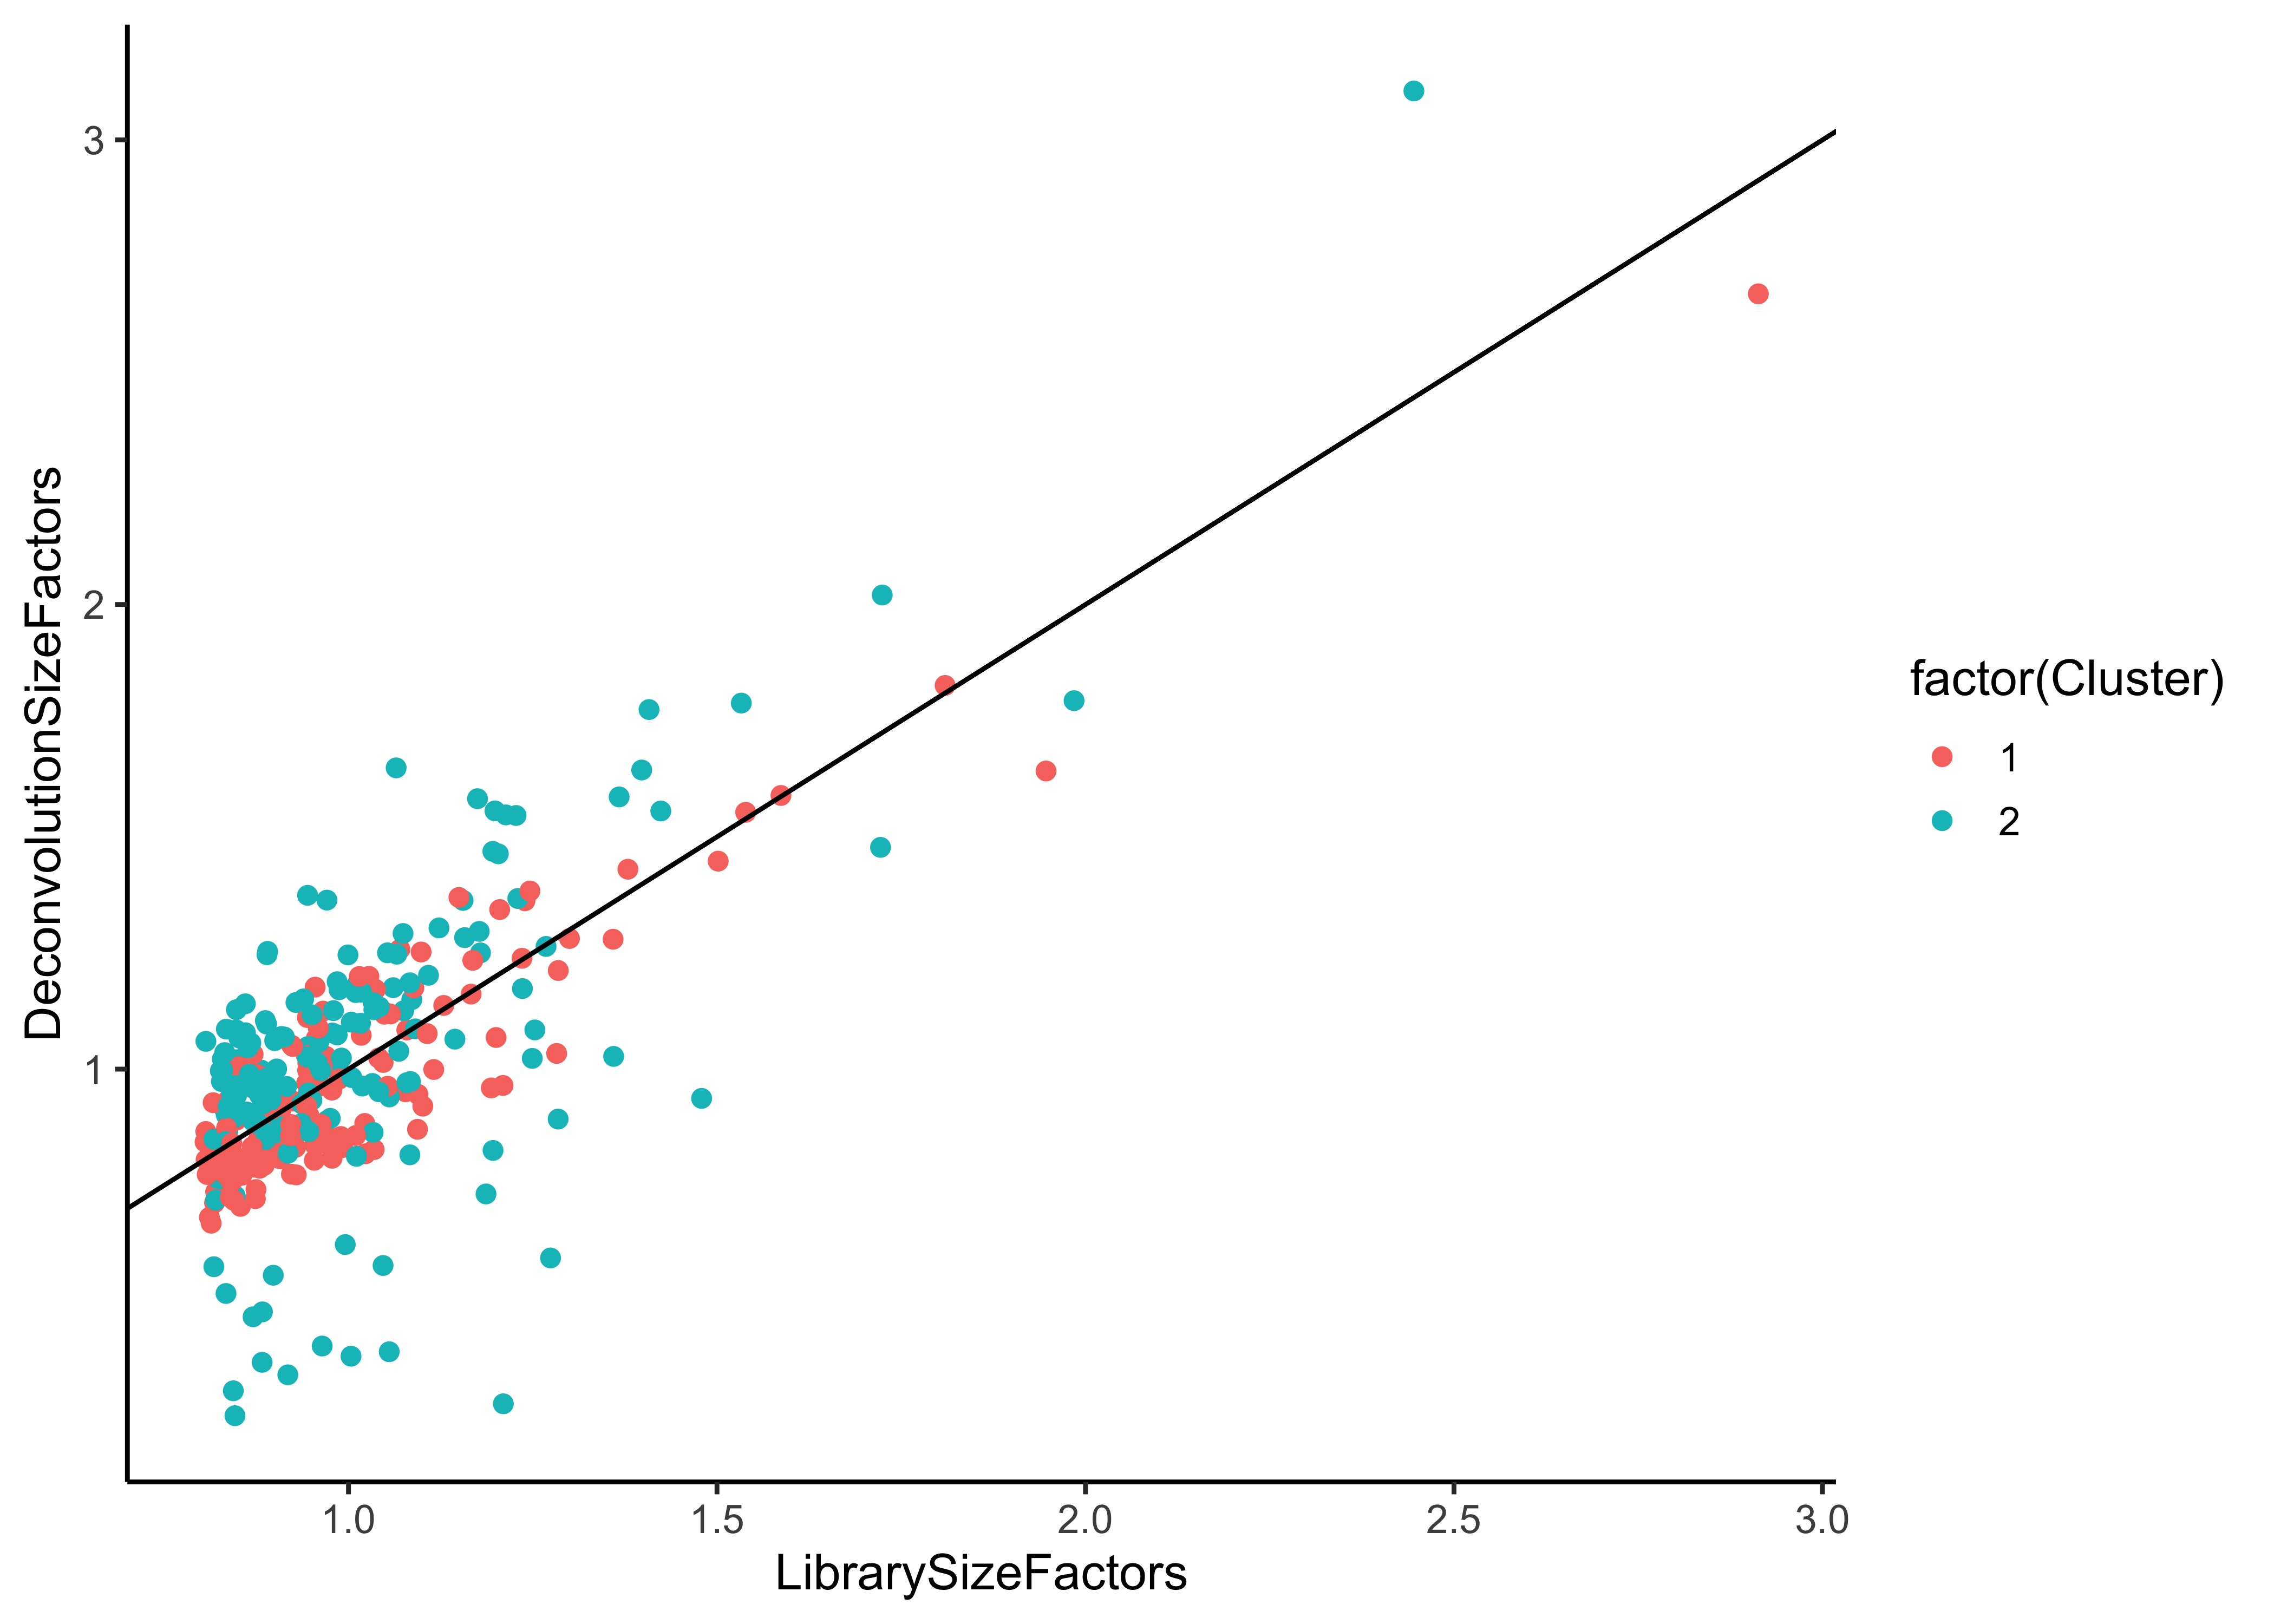 DeconvolutionSizeFactors
3
2
1
1.0 1.5 2.0 2.5 3.0
LibrarySizeFactors
factor(Cluster)
1
2